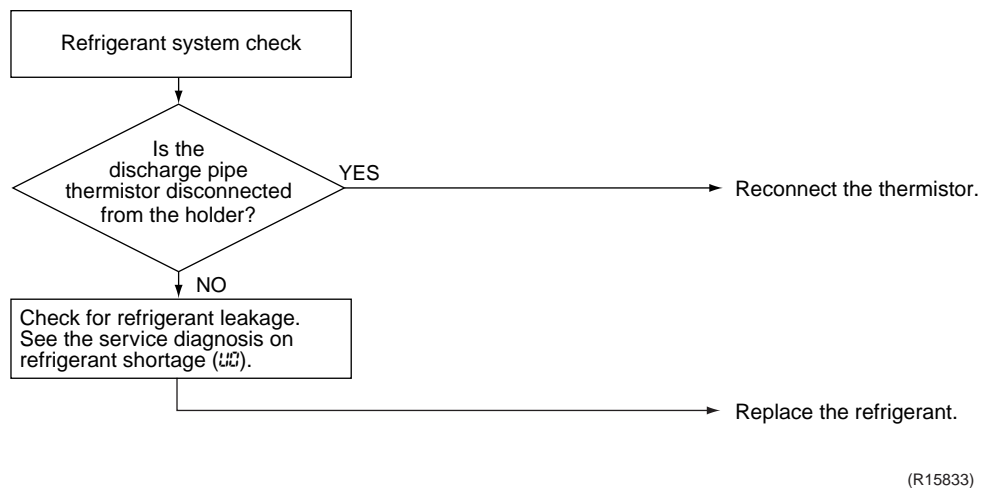 Refrigerant system check
Is the
discharge pipe
thermistor disconnected
from the holder?
YES
Reconnect the thermistor.
NO
Check for refrigerant leakage.
See the service diagnosis on
refrigerant shortage (U0).
Replace the refrigerant.
(R15833)